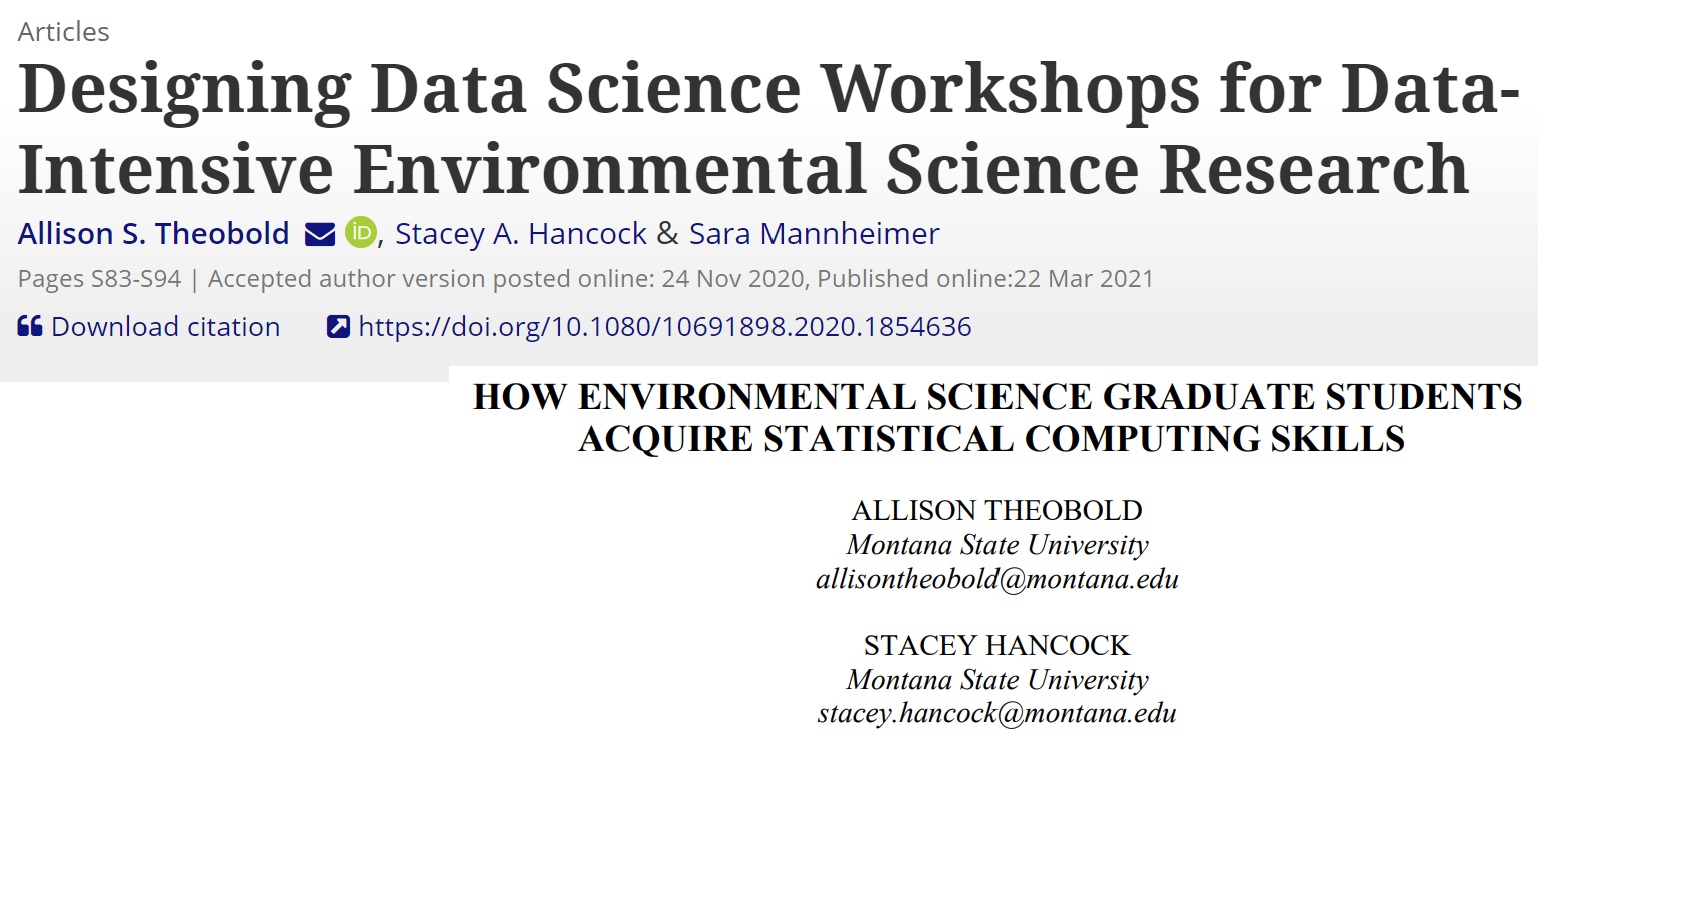 Articles
Designing Data Science Workshops for Data-
Intensive Environmental Science Research
Allison S. Theobold iD, Stacey A. Hancock & Sara Mannheimer
Pages S83-S94 | Accepted author version posted online: 24 Nov 2020, Published online:22 Mar 2021
Download citation https://doi.org/10.1080/10691898.2020.1854636
HOW ENVIRONMENTAL SCIENCE GRADUATE STUDENTS
ACQUIRE STATISTICAL COMPUTING SKILLS
ALLISON THEOBOLD
Montana State University
allisontheobold@montana.edu
STACEY HANCOCK
Montana State University
stacey.hancock@montana.edu